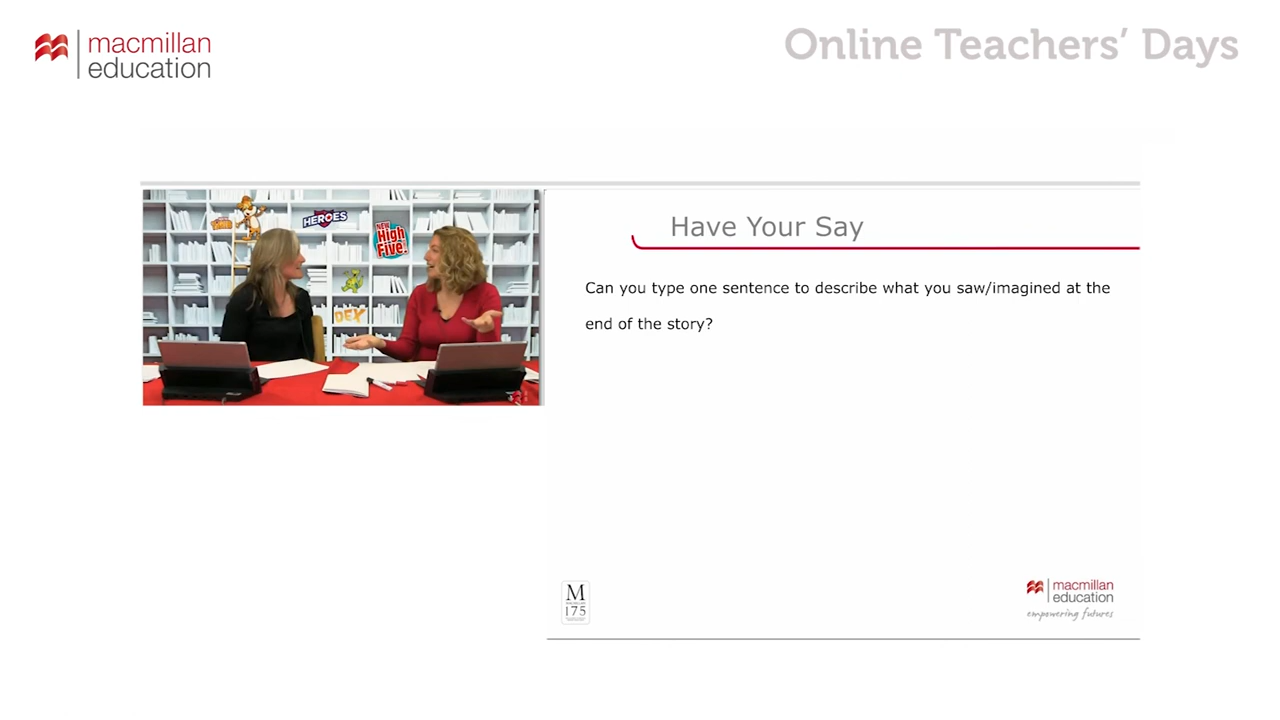 macmillan
education
Online Teachers’ Days
HEROES
NEW
High
Five!
DEX
Have Your Say
Can you type one sentence to describe what you saw/imagined at the
end of the story?
M
175
macmillan
education
empowering futures